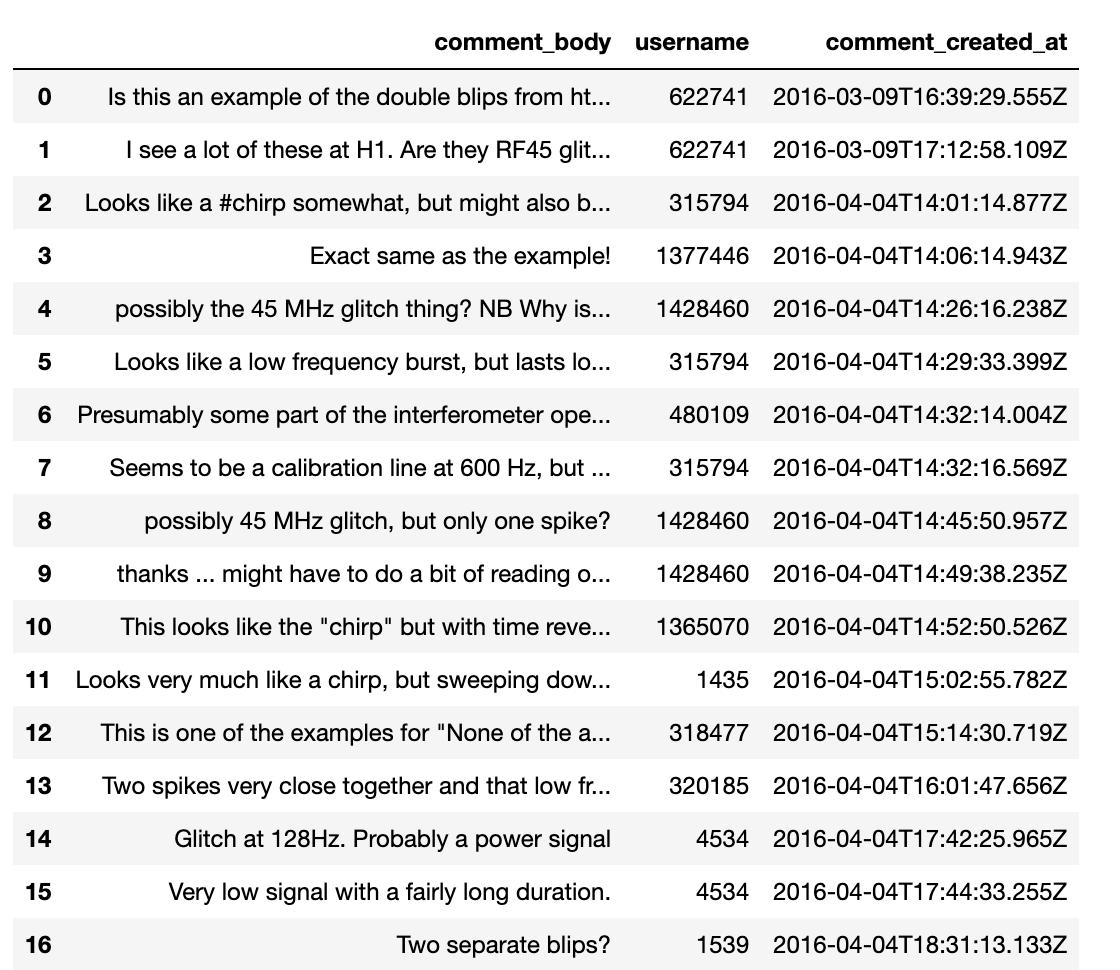 comment_body username comment_created_at
0 Is this an example of the double blips from ht... 622741 2016-03-09T16:39:29.555Z
1 I see a lot of these at H1. Are they RF45 glit... 622741 2016-03-09T17:12:58.109Z
2 Looks like a #chirp somewhat, but might also b... 315794 2016-04-04T14:01:14.877Z
3 Exact same as the example! 1377446 2016-04-04T14:06:14.943Z
4 possibly the 45 MHz glitch thing? NB Why is... 1428460 2016-04-04T14:26:16.238Z
5 Looks like a low frequency burst, but lasts lo... 315794 2016-04-04T14:29:33.399Z
6 Presumably some part of the interferometer ope... 480109 2016-04-04T14:32:14.004Z
7 Seems to be a calibration line at 600 Hz, but ... 315794 2016-04-04T14:32:16.569Z
8 possibly 45 MHz glitch, but only one spike? 1428460 2016-04-04T14:45:50.957Z
9 thanks ... might have to do a bit of reading o... 1428460 2016-04-04T14:49:38.235Z
10 This looks like the "chirp" but with time reve... 1365070 2016-04-04T14:52:50.526Z
11 Looks very much like a chirp, but sweeping dow... 1435 2016-04-04T15:02:55.782Z
12 This is one of the examples for "None of the a... 318477 2016-04-04T15:14:30.719Z
13 Two spikes very close together and that low fr... 320185 2016-04-04T16:01:47.656Z
14 Glitch at 128Hz. Probably a power signal 4534 2016-04-04T17:42:25.965Z
15 Very low signal with a fairly long duration. 4534 2016-04-04T17:44:33.255Z
16 Two separate blips? 1539 2016-04-04T18:31:13.133Z